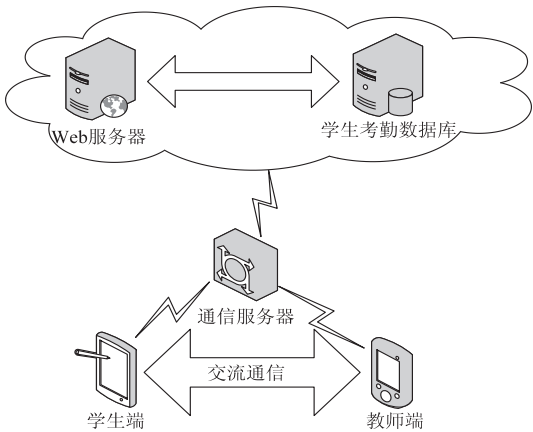 Web服务器
学生考勤数据库
通信服务器
交流通信
学生端
教师端